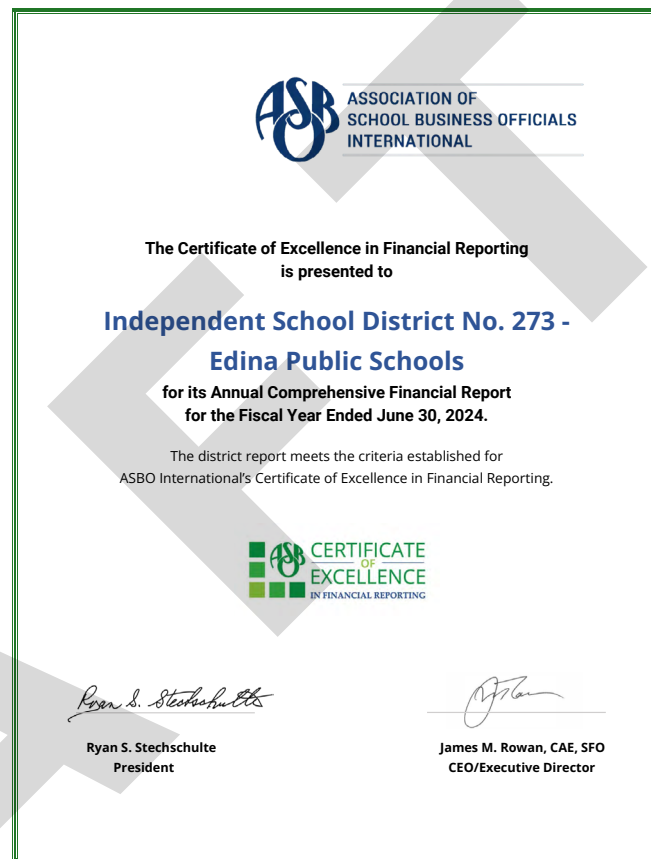 ASBO
ASSOCIATION OF
SCHOOL BUSINESS OFFICIALS
INTERNATIONAL
The Certificate of Excellence in Financial Reporting
is presented to
Independent School District No. 273 -
Edina Public Schools
for its Annual Comprehensive Financial Report
for the Fiscal Year Ended June 30, 2024.
The district report meets the criteria established for
ASBO International's Certificate of Excellence in Financial Reporting.
ASBO
CERTIFICATE
OF
EXCELLENCE
IN FINANCIAL REPORTING
Ryan S. Stechschulte
Ryan S. Stechschulte
President
James M. Rowan, CAE, SFO
CEO/Executive Director